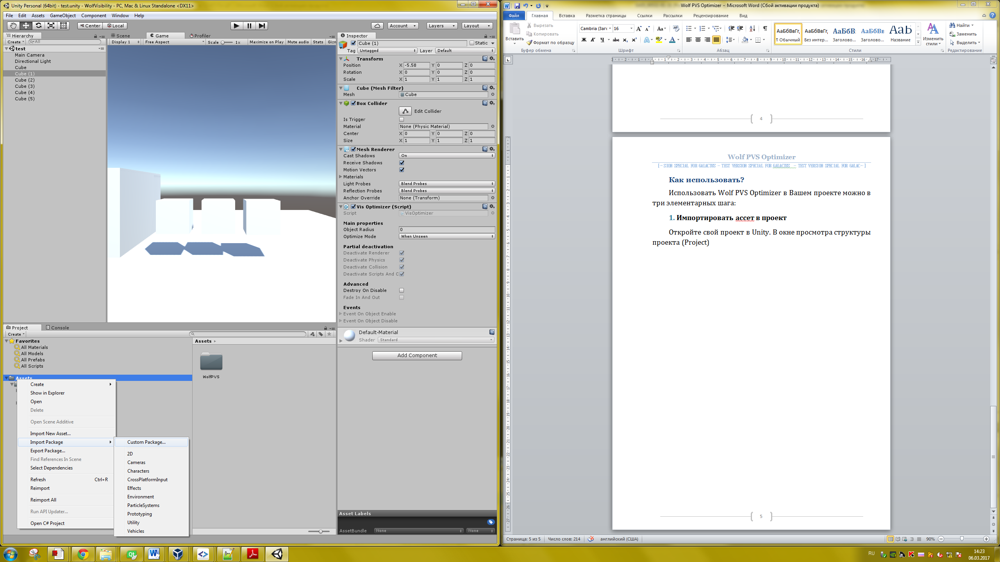 Unity Personal (64bit) - test.unity - WolfVisibility - PC, Mac & Linux Standalone <DX11>
File Edit Assets GameObject Component Window Help
Center Local
Account Layers Layout
Hierarchy
Create All
test
Main Camera
Directional Light
Cube
Cube (1)
Cube (2)
Cube (3)
Cube (4)
Cube (5)
Scene Game Profiler
Display 1 Free Aspect Scale 1x Maximize on Play Mute audio Stats Gizn
Inspector
Cube (1) Static
Tag Untagged Layer Default
Transform
Position X -5.58 Y 0 Z 0
Rotation X 0 Y 0 Z 0
Scale X 1 Y 1 Z 1
Cube (Mesh Filter)
Mesh Cube
Box Collider
Edit Collider
Is Trigger
Material None (Physic Material)
Center X 0 Y 0 Z 0
Size X 1 Y 1 Z 1
Mesh Renderer
Cast Shadows On
Receive Shadows
Motion Vectors
Materials
Light Probes Blend Probes
Reflection Probes Blend Probes
Anchor Override None (Transform)
Vis Optimizer (Script)
Script VisOptimizer
Main properties
Object Radius 0
Optimize Mode When Unseen
Partial deactivation
Deactivate Renderer
Deactivate Physics
Deactivate Collision
Deactivate Scripts And C
Advanced
Destroy On Disable
Fade In And Out
Events
Event On Object Enable
Event On Object Disable
Default-Material
Shader Standard
Add Component
Asset Labels
AssetBundle None None
Project Console
Create
Favorites
All Materials
All Models
All Prefabs
All Scripts
Assets
Assets
WolfPVS
Create
Show in Explorer
Open
Delete
Open Scene Additive
Import New Asset...
Import Package
Export Package...
Find References In Scene
Select Dependencies
Refresh Ctrl+R
Reimport
Reimport All
Run API Updater...
Open C# Project
Custom Package...
2D
Cameras
Characters
CrossPlatformInput
Effects
Environment
ParticleSystems
Prototyping
Utility
Vehicles
Wolf PVS Optimizer - Microsoft Word (Сбой активации продукта)
Файл Главная Вставка Разметка страницы Ссылки Рассылки Рецензирование Вид
Вставить
Вырезать
Копировать
Формат по образцу
Буфер обмена
Cambria (Заго 16
Шрифт
Абзац
АаБбВвГг, АаБбВвГг, АаБбВ АаБбВв АаБ
¶ Обычный Без интер... Заголово... Заголово... Название
Стили
Изменить стили
Найти
Заменить
Выделить
Редактирование
4
Wolf PVS Optimizer
[--SION SPECIAL FOR GALACTUS - TEST VERSION SPECIAL FOR GALACTUS - TEST VERSION SPECIAL FOR GALAC--]
Как использовать?
Использовать Wolf PVS Optimizer в Вашем проекте можно в
три элементарных шага:
1. Импортировать ассет в проект
Откройте свой проект в Unity. В окне просмотра структуры
проекта (Project)
5
Страница: 5 из 5 Число слов: 214 английский (США) 90%
RU 14:23
06.03.2017